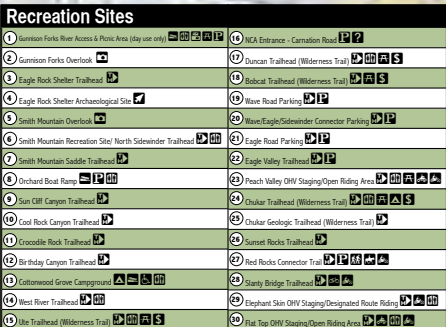 Recreation Sites
1 Gunnison Forks River Access & Picnic Area (day use only) P
2 Gunnison Forks Overlook
3 Eagle Rock Shelter Trailhead
4 Eagle Rock Shelter Archaeological Site
5 Smith Mountain Overlook
6 Smith Mountain Recreation Site/ North Sidewinder Trailhead
7 Smith Mountain Saddle Trailhead
8 Orchard Boat Ramp P
9 Sun Cliff Canyon Trailhead
10 Cool Rock Canyon Trailhead
11 Crocodile Rock Trailhead
12 Birthday Canyon Trailhead
13 Cottonwood Grove Campground
14 West River Trailhead
15 Ute Trailhead (Wilderness Trail) $
16 NCA Entrance - Carnation Road P ?
17 Duncan Trailhead (Wilderness Trail) $
18 Bobcat Trailhead (Wilderness Trail) $
19 Wave Road Parking P
20 Wave/Eagle/Sidewinder Connector Parking P
21 Eagle Road Parking P
22 Eagle Valley Trailhead P
23 Peach Valley OHV Staging/Open Riding Area
24 Chukar Trailhead (Wilderness Trail) $
25 Chukar Geologic Trailhead (Wilderness Trail)
26 Sunset Rocks Trailhead
27 Red Rocks Connector Trail P
28 Slanty Bridge Trailhead
29 Elephant Skin OHV Staging/Designated Route Riding
30 Flat Top OHV Staging/Open Riding Area